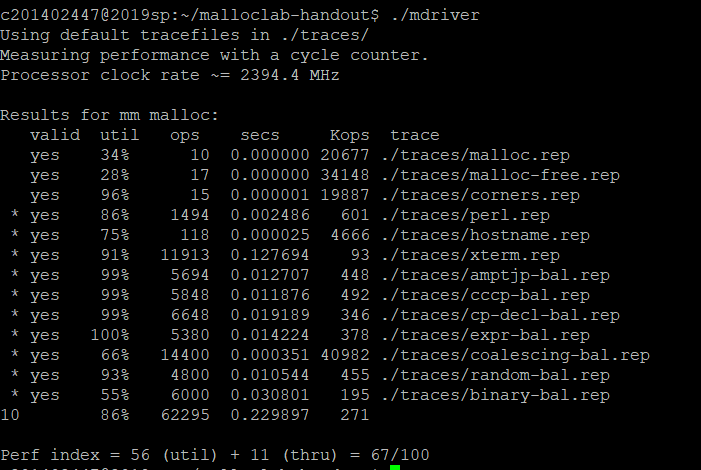 c201402447@2019sp:~/malloclab-handout$ ./mdriver
Using default tracefiles in ./traces/
Measuring performance with a cycle counter.
Processor clock rate ~= 2394.4 MHz
Results for mm malloc:
valid util ops secs Kops trace
yes 34% 10 0.000000 20677 ./traces/malloc.rep
yes 28% 17 0.000000 34148 ./traces/malloc-free.rep
yes 96% 15 0.000001 19887 ./traces/corners.rep
* yes 86% 1494 0.002486 601 ./traces/perl.rep
* yes 75% 118 0.000025 4666 ./traces/hostname.rep
* yes 91% 11913 0.127694 93 ./traces/xterm.rep
* yes 99% 5694 0.012707 448 ./traces/amptjp-bal.rep
* yes 99% 5848 0.011876 492 ./traces/cccp-bal.rep
* yes 99% 6648 0.019189 346 ./traces/cp-decl-bal.rep
* yes 100% 5380 0.014224 378 ./traces/expr-bal.rep
* yes 66% 14400 0.000351 40982 ./traces/coalescing-bal.rep
* yes 93% 4800 0.010544 455 ./traces/random-bal.rep
* yes 55% 6000 0.030801 195 ./traces/binary-bal.rep
10 86% 62295 0.229897 271
Perf index = 56 (util) + 11 (thru) = 67/100